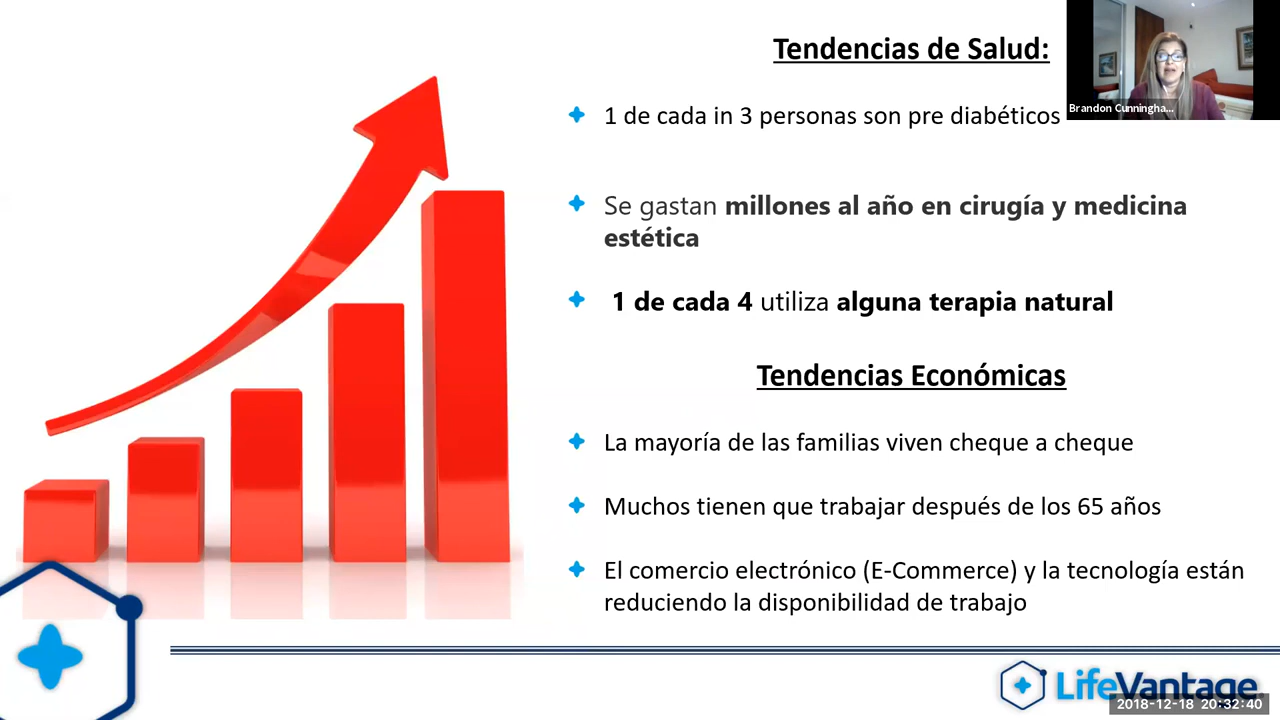 Tendencias de Salud:
1 de cada in 3 personas son pre diabéticos
Brandon Cunningha...
Se gastan millones al año en cirugía y medicina
estética
1 de cada 4 utiliza alguna terapia natural
Tendencias Económicas
La mayoría de las familias viven cheque a cheque
Muchos tienen que trabajar después de los 65 años
El comercio electrónico (E-Commerce) y la tecnología están
reduciendo la disponibilidad de trabajo
LifeVantage
2018-12-18 20:32:40